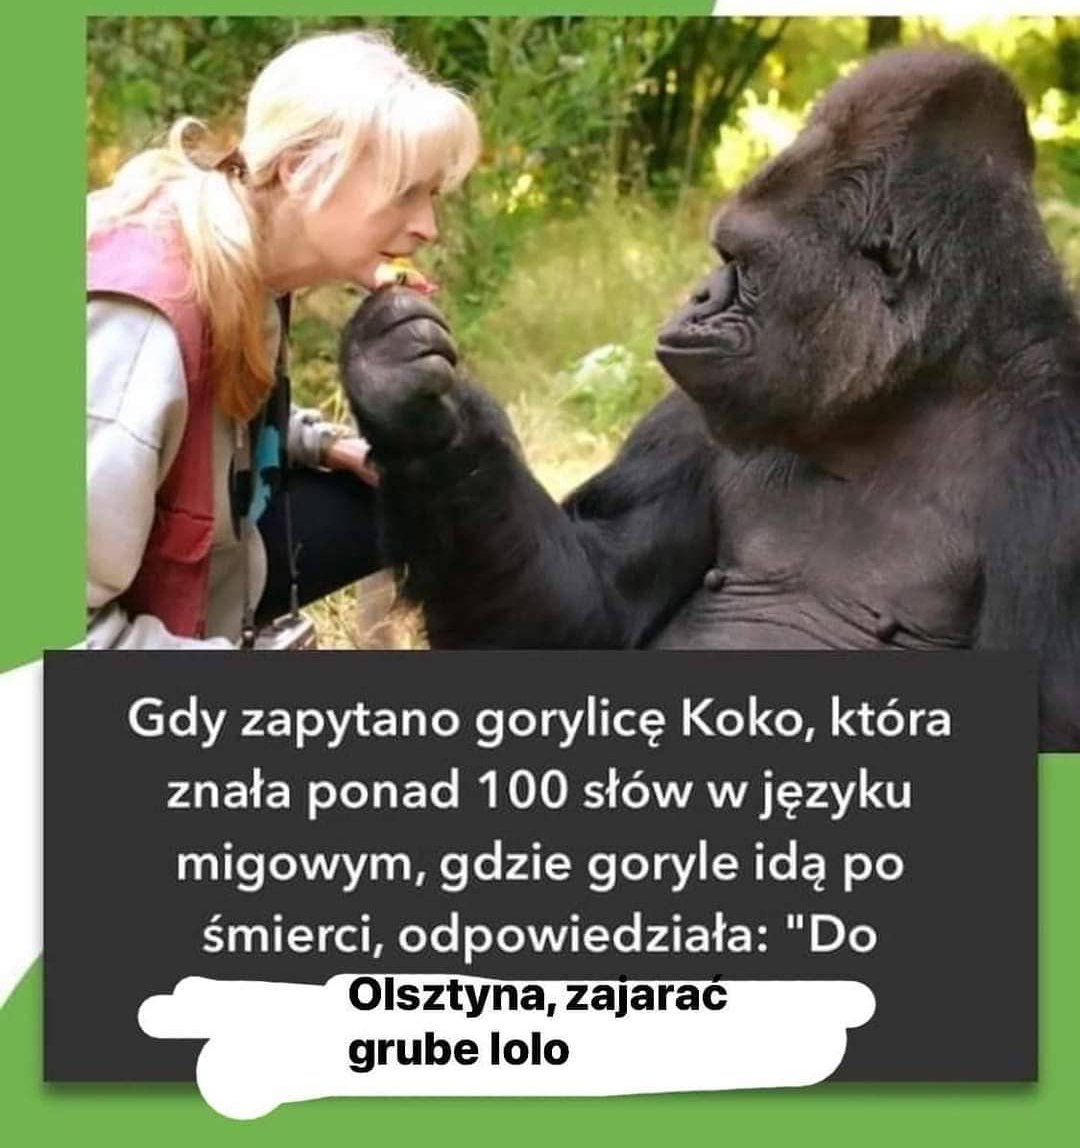 Gdy zapytano gorylicę Koko, która
znała ponad 100 słów w języku
migowym, gdzie goryle idą po
śmierci, odpowiedziała: "Do
Olsztyna, zajarać
grube lolo